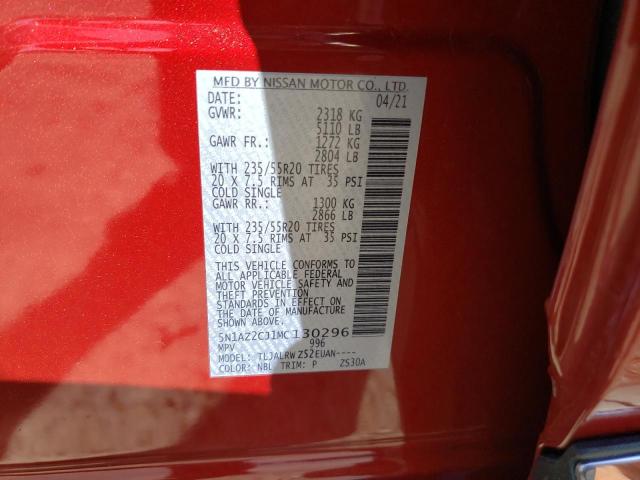 MFD BY NISSAN MOTOR CO., LTD.
DATE: 04/21
GVWR: 2318 KG
5110 LB
GAWR FR.: 1272 KG
2804 LB
WITH 235/55R20 TIRES
20 X 7.5 RIMS AT 35 PSI
COLD SINGLE
GAWR RR.: 1300 KG
2866 LB
WITH 235/55R20 TIRES
20 X 7.5 RIMS AT 35 PSI
COLD SINGLE
THIS VEHICLE CONFORMS TO
ALL APPLICABLE FEDERAL
MOTOR VEHICLE SAFETY AND
THEFT PREVENTION
STANDARDS IN EFFECT ON
THE DATE OF MANUFACTURE
SHOWN ABOVE.
5N1AZ2CJ1MC130296
MPV 996
MODEL: TLJALRWZ52EUAN----
COLOR: NBL TRIM: P Z530A